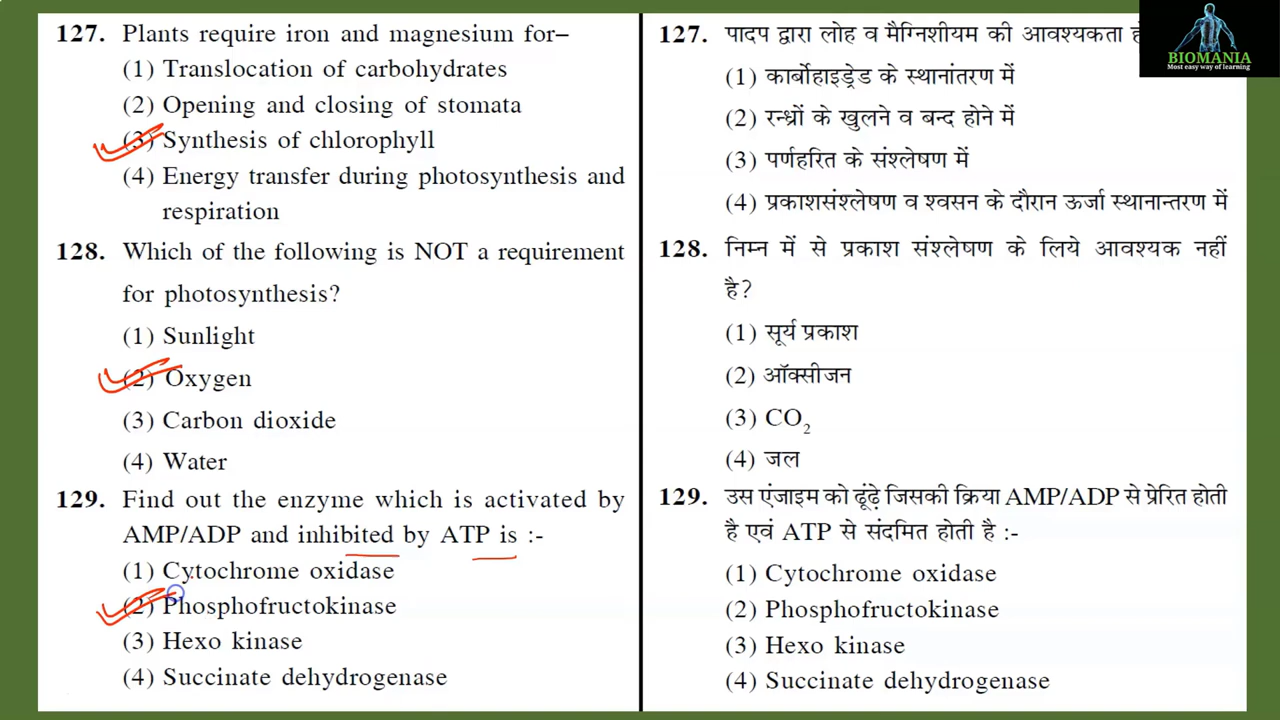 127. Plants require iron and magnesium for–
(1) Translocation of carbohydrates
(2) Opening and closing of stomata
(3) Synthesis of chlorophyll
(4) Energy transfer during photosynthesis and
respiration
128. Which of the following is NOT a requirement
for photosynthesis?
(1) Sunlight
(2) Oxygen
(3) Carbon dioxide
(4) Water
129. Find out the enzyme which is activated by
AMP/ADP and inhibited by ATP is :-
(1) Cytochrome oxidase
(2) Phosphofructokinase
(3) Hexo kinase
(4) Succinate dehydrogenase
127. पादप द्वारा लोह व मैग्निशीयम की आवश्यकता
(1) कार्बोहाइड्रेड के स्थानांतरण में
(2) रन्ध्रों के खुलने व बन्द होने में
(3) पर्णहरित के संश्लेषण में
(4) प्रकाशसंश्लेषण व श्वसन के दौरान ऊर्जा स्थानान्तरण में
128. निम्न में से प्रकाश संश्लेषण के लिये आवश्यक नहीं
है?
(1) सूर्य प्रकाश
(2) ऑक्सीजन
(3) CO2
(4) जल
129. उस एंजाइम को ढूंढ़े जिसकी क्रिया AMP/ADP से प्रेरित होती
है एवं ATP से संदमित होती है :-
(1) Cytochrome oxidase
(2) Phosphofructokinase
(3) Hexo kinase
(4) Succinate dehydrogenase
BIOMANIA
Most easy way of learning